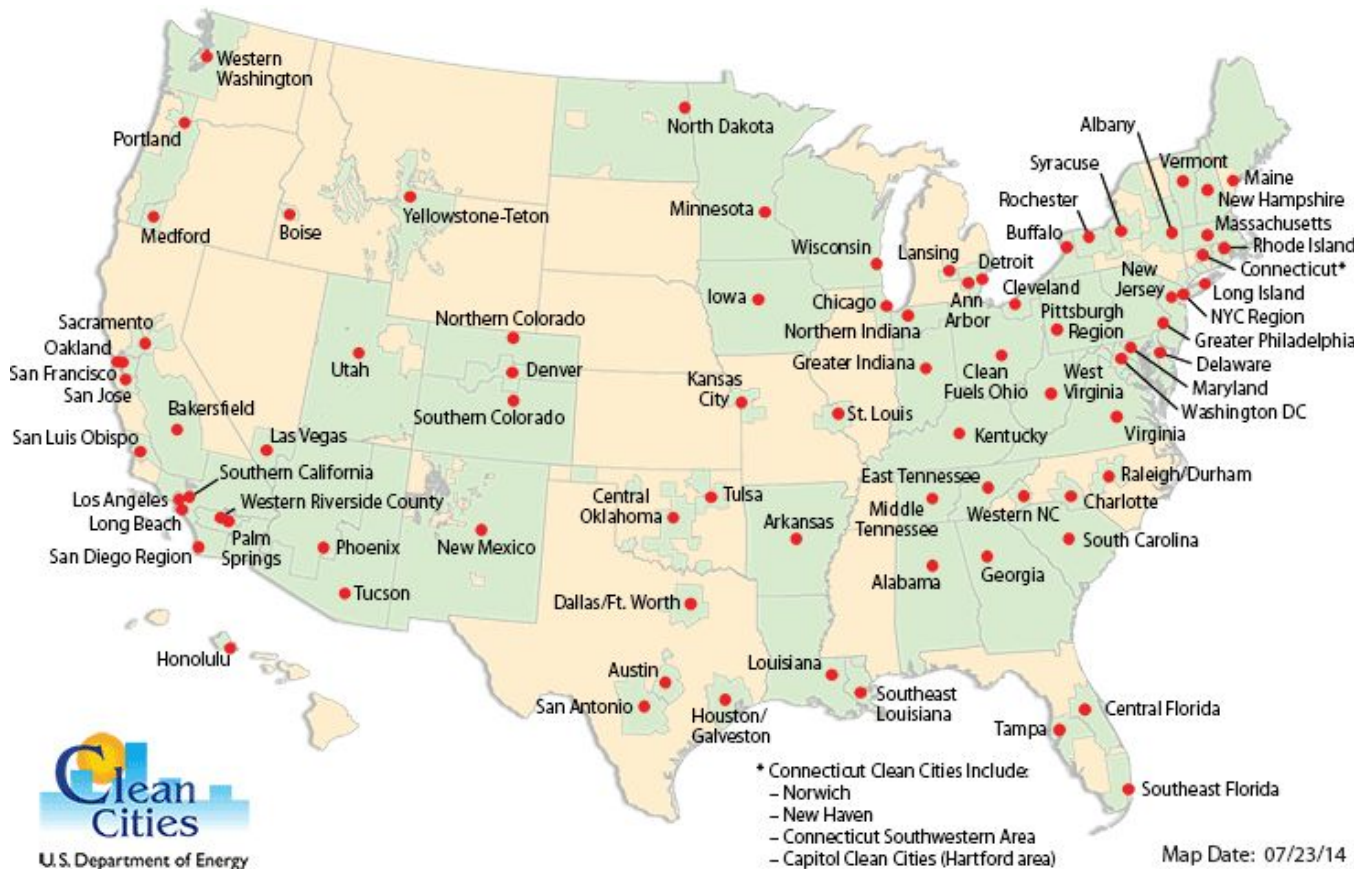 Western
Washington
Portland
Medford
Boise
Yellowstone-Teton
North Dakota
Minnesota
Wisconsin
Iowa
Chicago
Lansing
Detroit
Ann
Arbor
Cleveland
Northern Indiana
Greater Indiana
Clean
Fuels Ohio
Pittsburgh
Region
West
Virginia
Buffalo
Rochester
Syracuse
Albany
Vermont
Maine
New Hampshire
Massachusetts
Rhode Island
Connecticut*
Long Island
NYC Region
New
Jersey
Greater Philadelphia
Delaware
Maryland
Washington DC
Virginia
Kentucky
Sacramento
Oakland
San Francisco
San Jose
Bakersfield
San Luis Obispo
Las Vegas
Southern California
Los Angeles
Western Riverside County
Long Beach
Palm
Springs
San Diego Region
Phoenix
Tucson
Utah
Northern Colorado
Denver
Southern Colorado
New Mexico
Kansas
City
St. Louis
Central
Oklahoma
Tulsa
Arkansas
East Tennessee
Middle
Tennessee
Western NC
Raleigh/Durham
Charlotte
South Carolina
Alabama
Georgia
Dallas/Ft. Worth
Austin
San Antonio
Houston/
Galveston
Louisiana
Southeast
Louisiana
Tampa
Central Florida
Southeast Florida
Honolulu
Clean
Cities
U.S. Department of Energy
* Connecticut Clean Cities Include:
– Norwich
– New Haven
– Connecticut Southwestern Area
– Capitol Clean Cities (Hartford area)
Map Date: 07/23/14